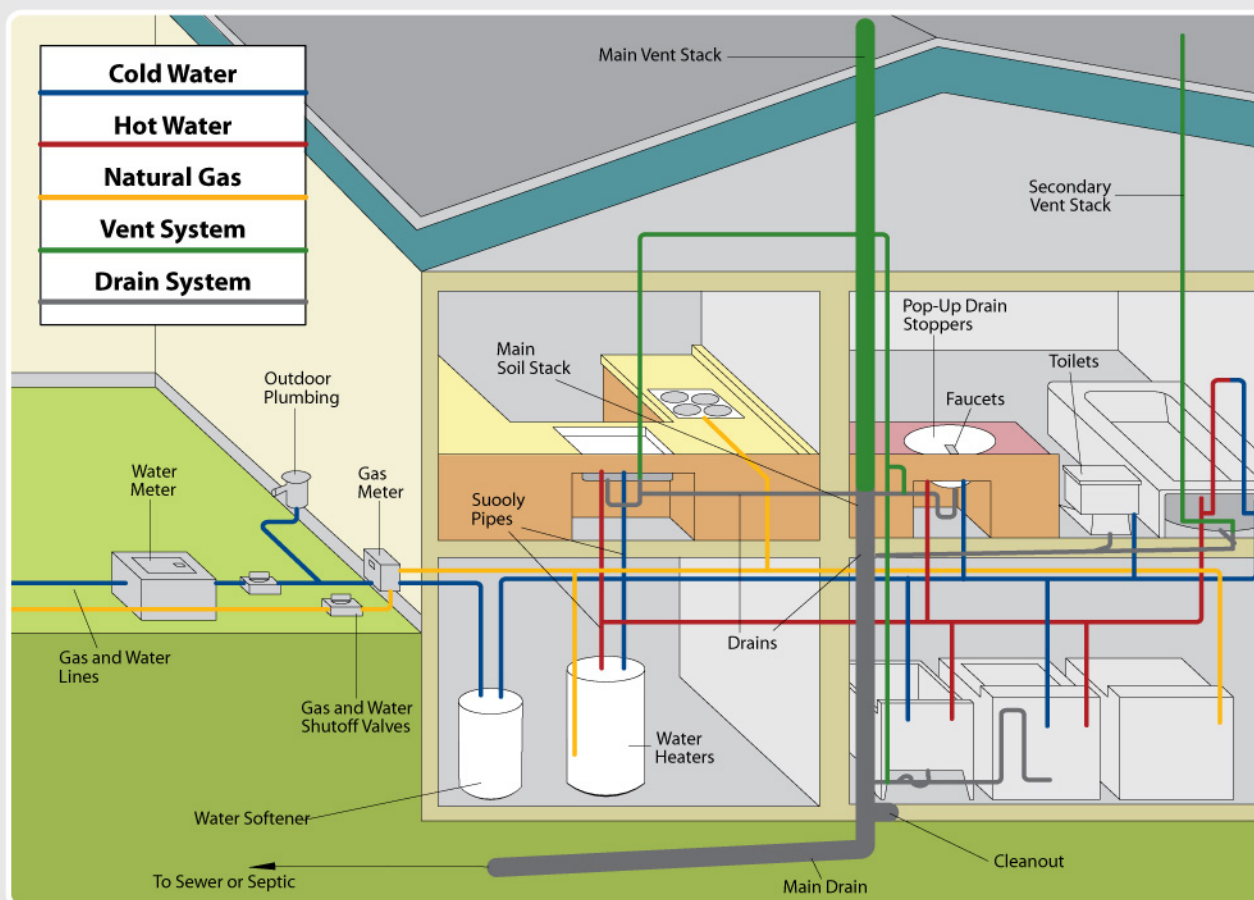 Cold Water
Hot Water
Natural Gas
Vent System
Drain System
Main Vent Stack
Secondary
Vent Stack
Pop-Up Drain
Stoppers
Main
Soil Stack
Toilets
Outdoor
Plumbing
Faucets
Water
Meter
Gas
Meter
Suooly
Pipes
Drains
Gas and Water
Lines
Gas and Water
Shutoff Valves
Water
Heaters
Water Softener
Cleanout
To Sewer or Septic
Main Drain